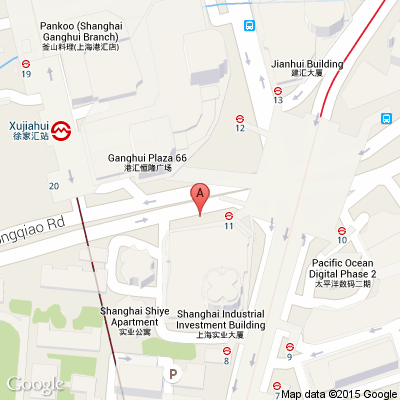 Pankoo (Shanghai
Ganghui Branch)
釜山料理(上海港汇店)
19
Jianhui Building
建汇大厦
13
Xujiahui
徐家汇站
12
Ganghui Plaza 66
港汇恒隆广场
20
A
ongqiao Rd
11
10
Pacific Ocean
Digital Phase 2
太平洋数码二期
Shanghai Shiye
Apartment
实业公寓
Shanghai Industrial
Investment Building
上海实业大厦
9
8
7
P
Google
Map data ©2015 Google